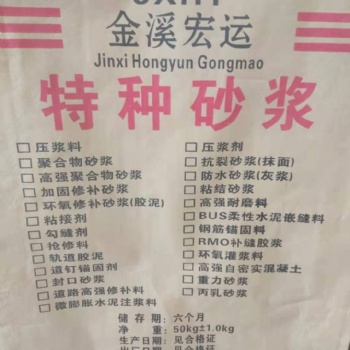 金溪宏运
Jinxi Hongyun Gongmao
特种砂浆
压浆料
聚合物砂浆
高强聚合物砂浆
加固修补砂浆
环氧修补砂浆(胶泥)
粘接剂
勾缝剂
抢修料
轨道胶泥
道钉锚固剂
封口砂浆
道路高强修补料
微膨胀水泥注浆料
压浆剂
抗裂砂浆(抹面)
防水砂浆(灰浆)
粘结砂浆
高强耐磨料
BUS柔性水泥嵌缝料
钢筋锚固料
RMO补缝胶浆
环氧灌浆料
高强自密实混凝土
重力砂浆
丙乳砂浆
储存期:六个月
净重:50kg±1.0kg
生产日期:见合格证